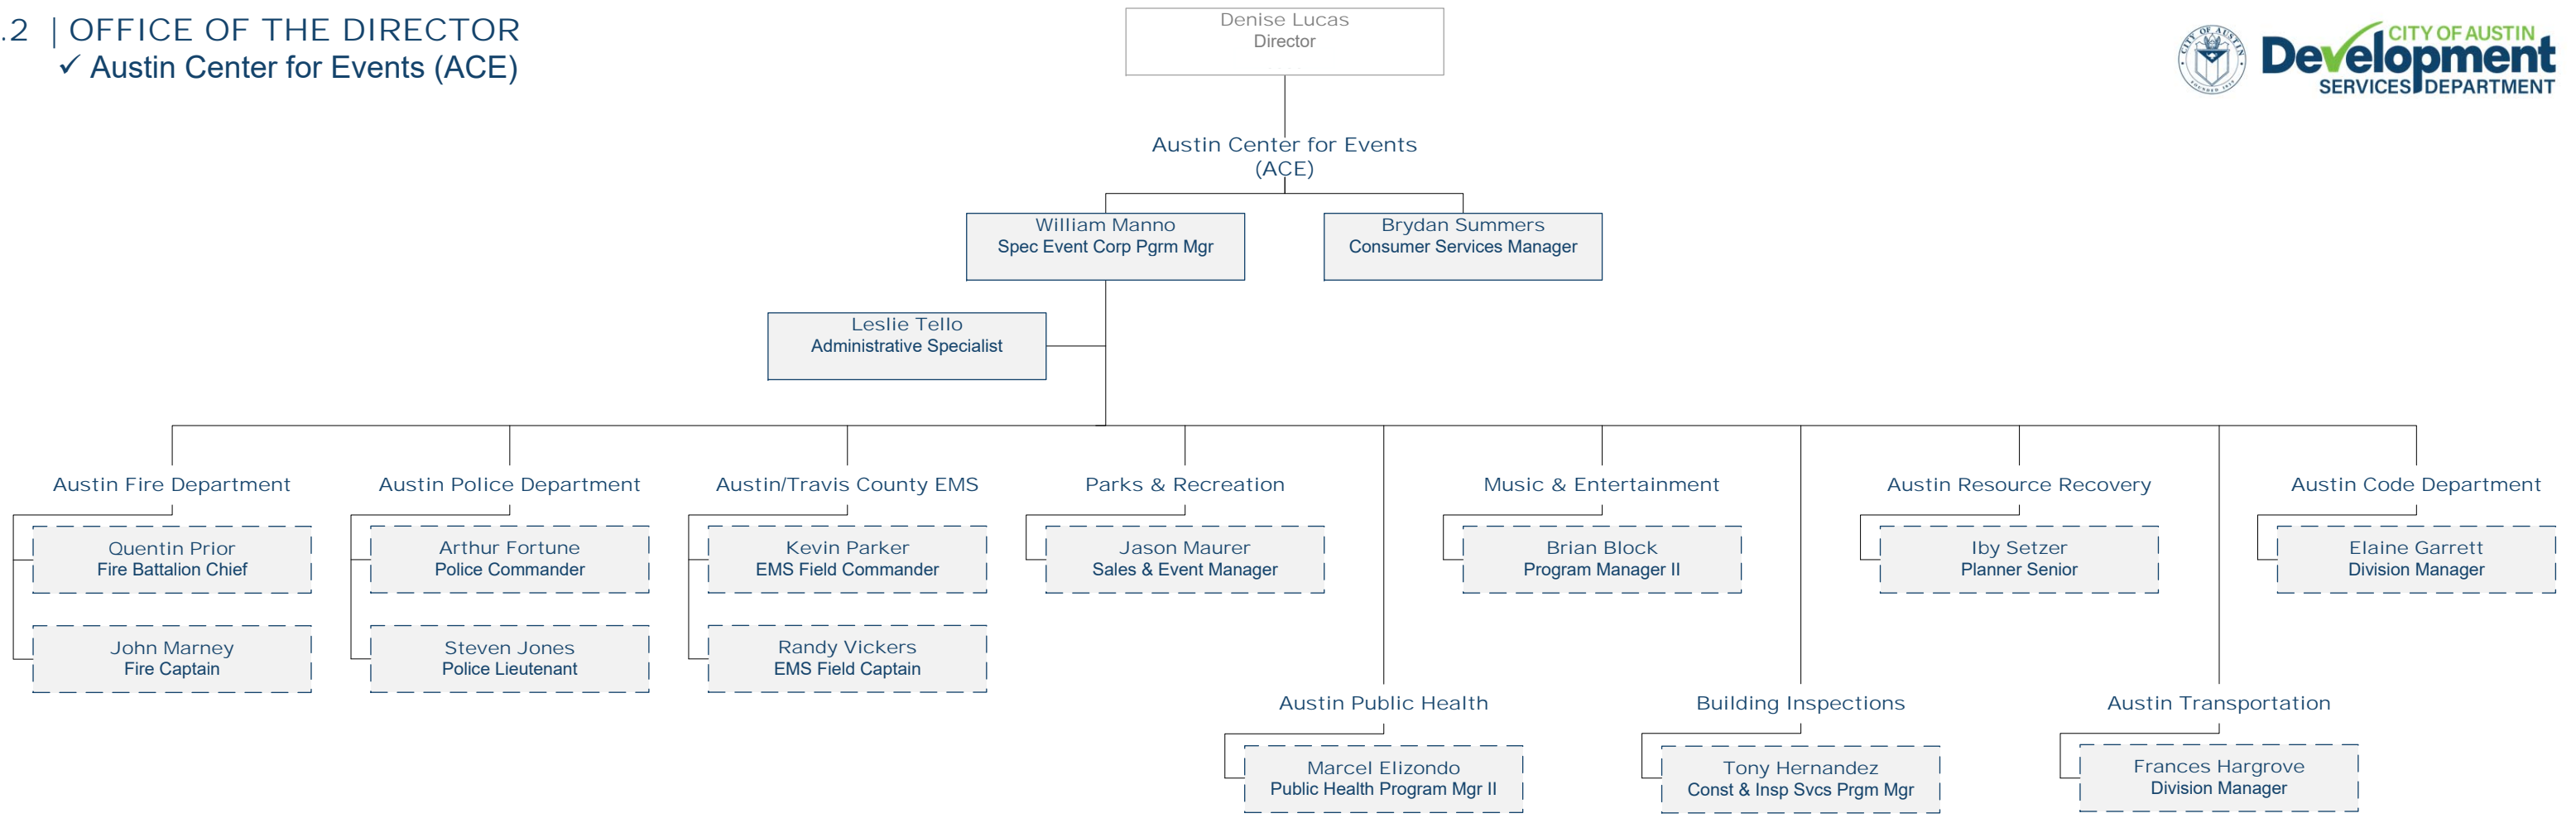 .2 | OFFICE OF THE DIRECTOR
✓ Austin Center for Events (ACE)
Denise Lucas
Director
CITY OF AUSTIN
FOUNDED 1839
CITY OF AUSTIN
Development
SERVICES DEPARTMENT
Austin Center for Events
(ACE)
William Manno
Spec Event Corp Pgrm Mgr
Brydan Summers
Consumer Services Manager
Leslie Tello
Administrative Specialist
Austin Fire Department
Quentin Prior
Fire Battalion Chief
John Marney
Fire Captain
Austin Police Department
Arthur Fortune
Police Commander
Steven Jones
Police Lieutenant
Austin/Travis County EMS
Kevin Parker
EMS Field Commander
Randy Vickers
EMS Field Captain
Parks & Recreation
Jason Maurer
Sales & Event Manager
Austin Public Health
Marcel Elizondo
Public Health Program Mgr II
Music & Entertainment
Brian Block
Program Manager II
Building Inspections
Tony Hernandez
Const & Insp Svcs Prgm Mgr
Austin Resource Recovery
Iby Setzer
Planner Senior
Austin Transportation
Frances Hargrove
Division Manager
Austin Code Department
Elaine Garrett
Division Manager